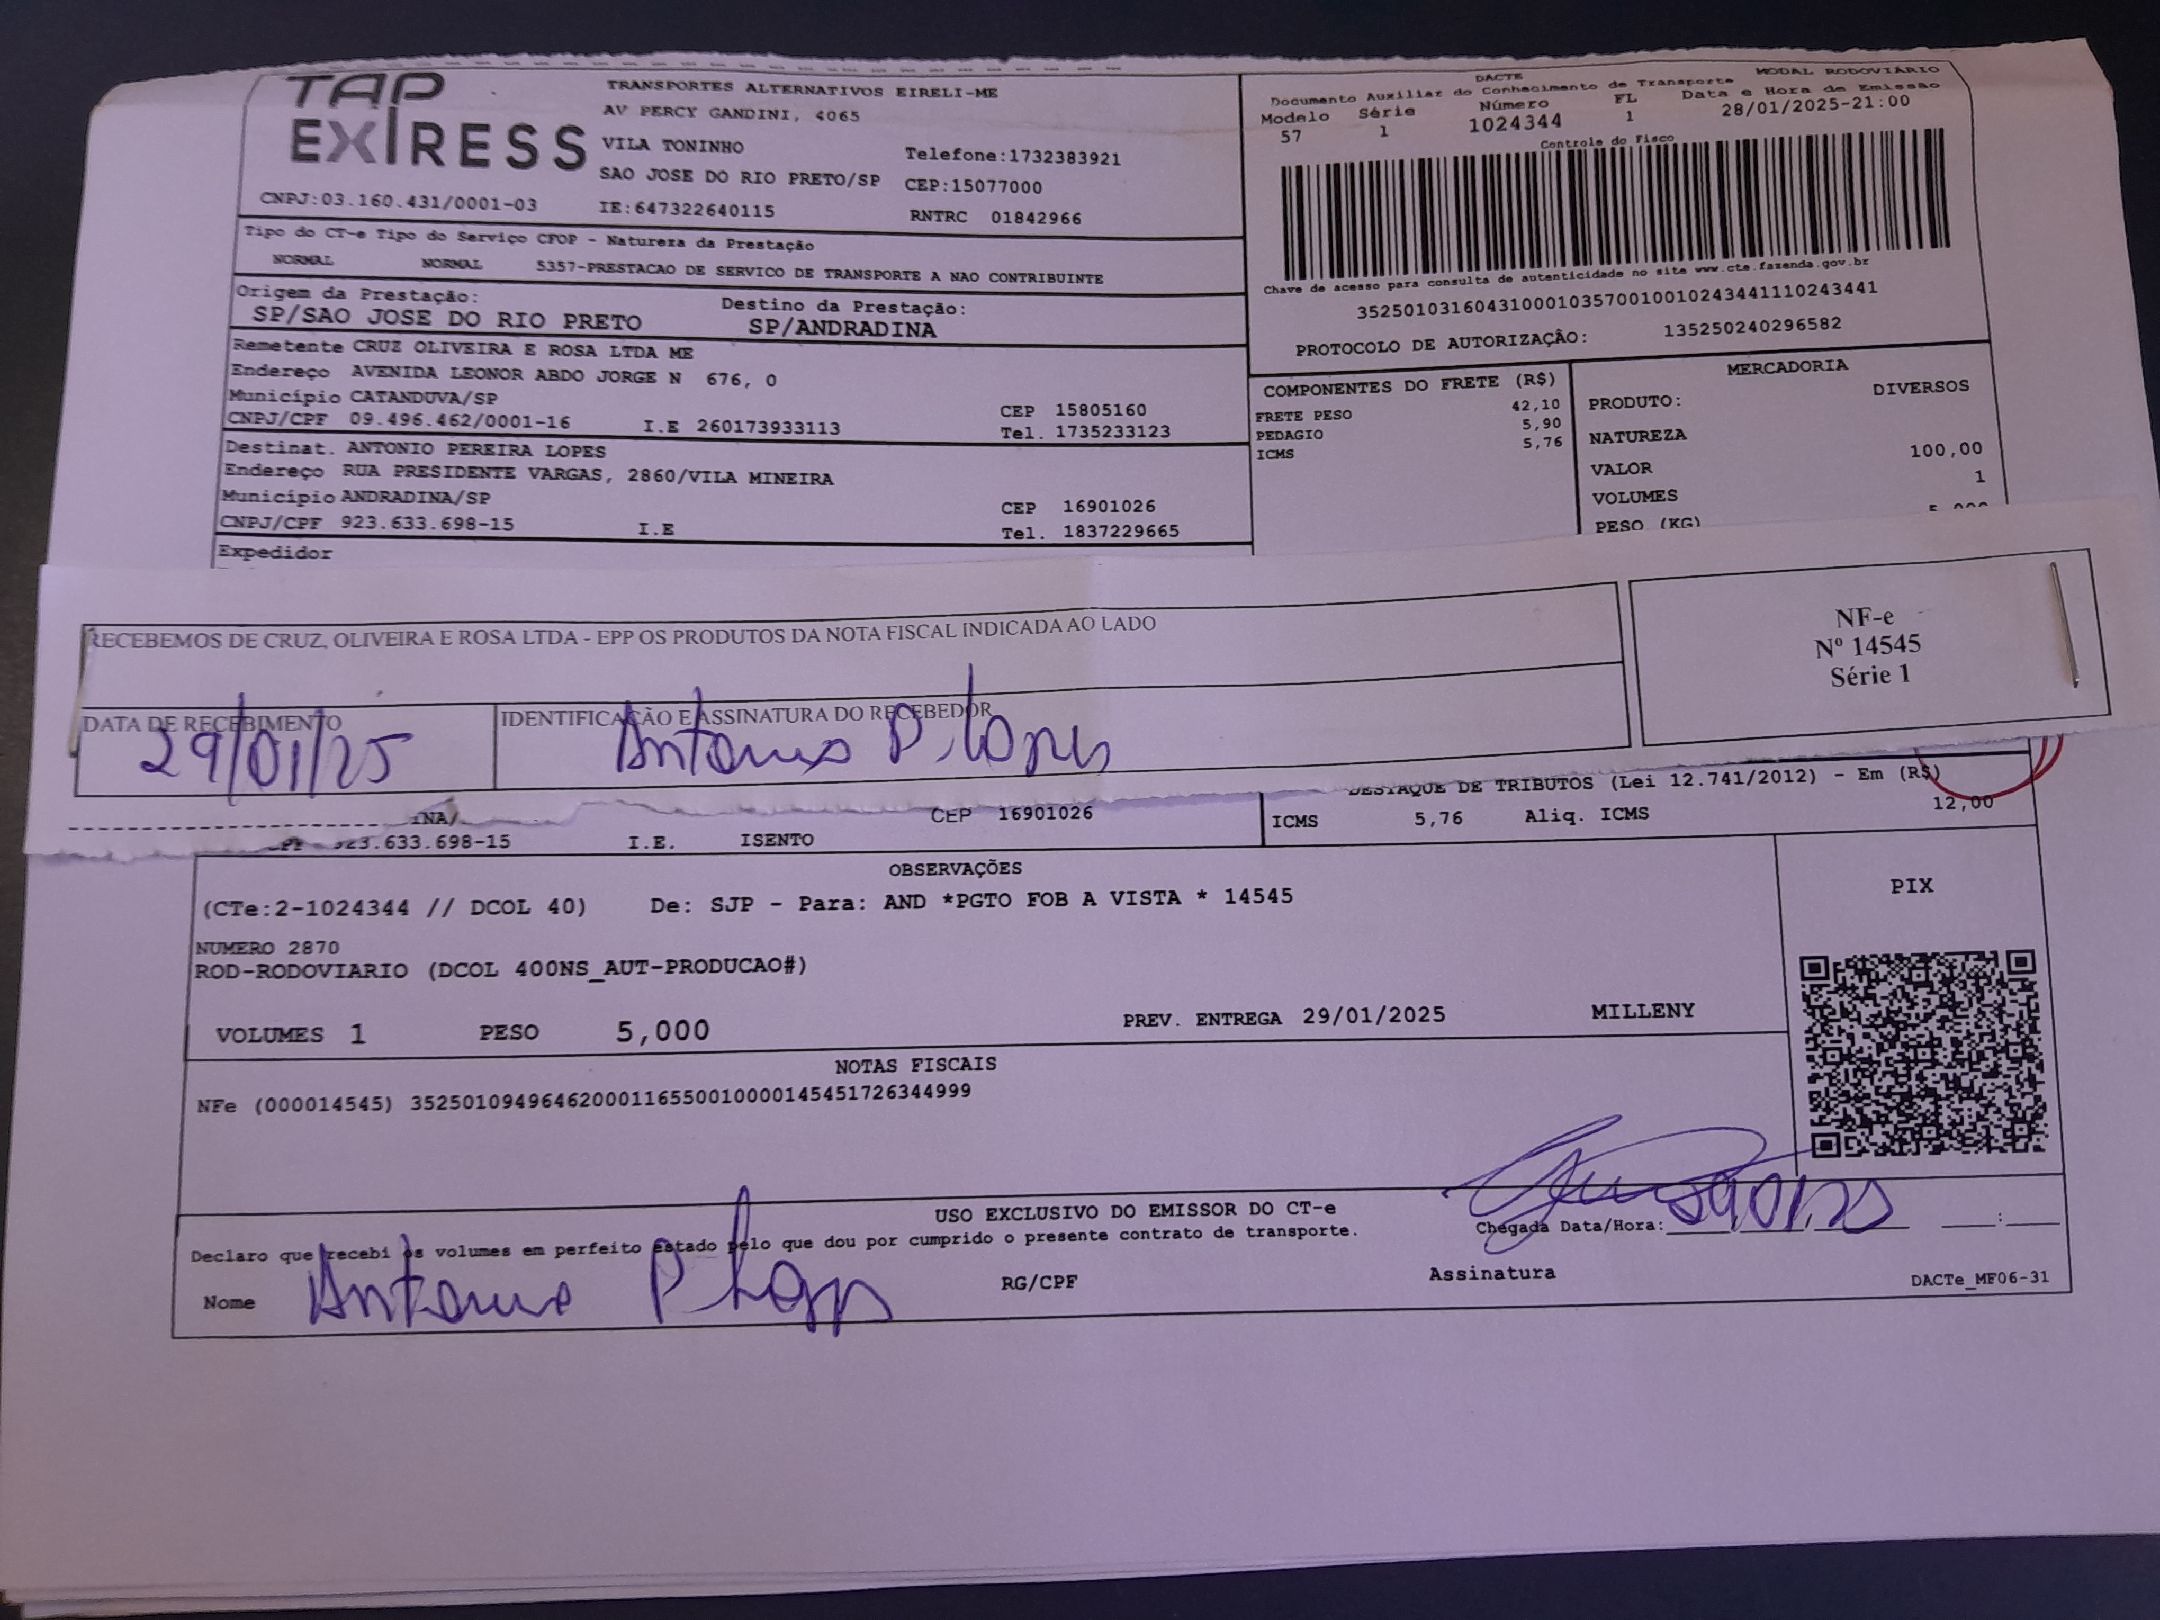 TAP
EXPRESS
TRANSPORTES ALTERNATIVOS EIRELI-ME
AV PERCY GANDINI, 4065
VILA TONINHO
Telefone:1732383921
SAO JOSE DO RIO PRETO/SP CEP:15077000
CNPJ:03.160.431/0001-03 IE:647322640115 RNTRC 01842966
DACTE MODAL RODOVIÁRIO
Documento Auxiliar do Conhecimento de Transporte
Modelo Série Número FL Data e Hora de Emissão
57 1 1024344 1 28/01/2025-21:00
Controle do Fisco
Chave de acesso para consulta de autenticidade no site www.cte.fazenda.gov.br
35250103160431000103570010010243441110243441
PROTOCOLO DE AUTORIZAÇÂO: 135250240296582
Tipo do CT-e Tipo do Serviço CFOP - Natureza da Prestação
NORMAL NORMAL 5357-PRESTACAO DE SERVICO DE TRANSPORTE A NAO CONTRIBUINTE
Origem da Prestação: Destino da Prestação:
SP/SAO JOSE DO RIO PRETO SP/ANDRADINA
Remetente CRUZ OLIVEIRA E ROSA LTDA ME
Endereço AVENIDA LEONOR ABDO JORGE N 676, 0
Município CATANDUVA/SP CEP 15805160
CNPJ/CPF 09.496.462/0001-16 I.E 260173933113 Tel. 1735233123
Destinat. ANTONIO PEREIRA LOPES
Endereço RUA PRESIDENTE VARGAS, 2860/VILA MINEIRA
Município ANDRADINA/SP CEP 16901026
CNPJ/CPF 923.633.698-15 I.E Tel. 1837229665
Expedidor
COMPONENTES DO FRETE (R$)
FRETE PESO 42,10
PEDAGIO 5,90
ICMS 5,76
MERCADORIA
PRODUTO: DIVERSOS
NATUREZA
VALOR 100,00
VOLUMES 1
PESO (KG) 5,000
RECEBEMOS DE CRUZ, OLIVEIRA E ROSA LTDA - EPP OS PRODUTOS DA NOTA FISCAL INDICADA AO LADO
NF-e
Nº 14545
Série 1
DATA DE RECEBIMENTO IDENTIFICAÇÃO E ASSINATURA DO RECEBEDOR
29/01/25 Antonio P. Lopes
DESTAQUE DE TRIBUTOS (Lei 12.741/2012) - Em (R$)
ICMS 5,76 Aliq. ICMS 12,00
INA/ CEP 16901026
923.633.698-15 I.E. ISENTO
OBSERVAÇÕES
(CTe:2-1024344 // DCOL 40) De: SJP - Para: AND *PGTO FOB A VISTA * 14545
NUMERO 2870
ROD-RODOVIARIO (DCOL 400NS_AUT-PRODUCAO#)
PIX
VOLUMES 1 PESO 5,000 PREV. ENTREGA 29/01/2025 MILLENY
NOTAS FISCAIS
NFe (000014545) 35250109496462000116550010000145451726344999
USO EXCLUSIVO DO EMISSOR DO CT-e
Declaro que recebi os volumes em perfeito estado pelo que dou por cumprido o presente contrato de transporte.
Chegada Data/Hora: 29 01 25 :
Nome Antonio P Lopes RG/CPF Assinatura
DACTe_MF06-31